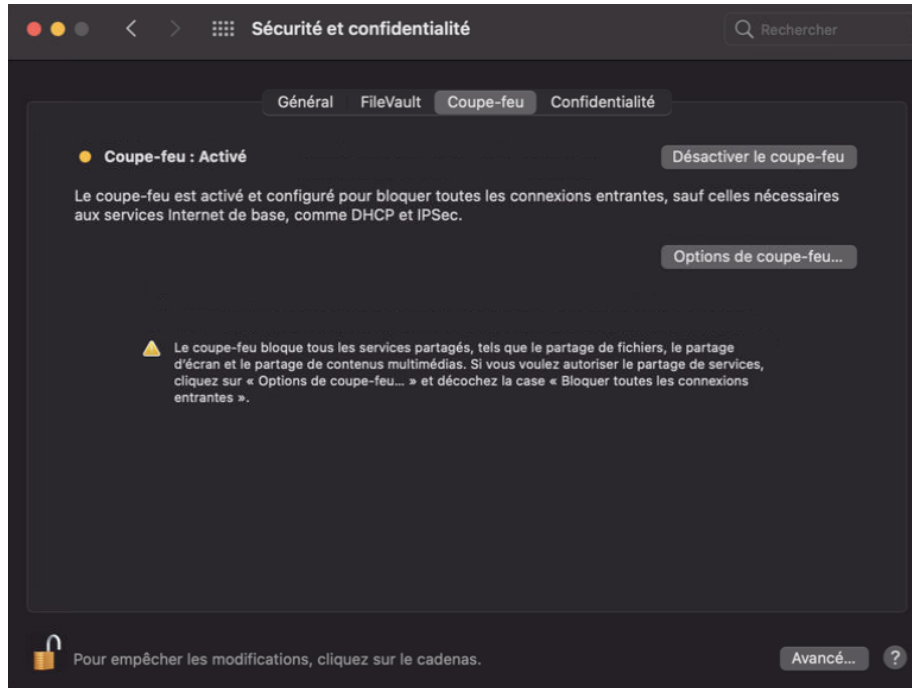 Sécurité et confidentialité
Rechercher
Général
FileVault
Coupe-feu
Confidentialité
Coupe-feu : Activé
Désactiver le coupe-feu
Le coupe-feu est activé et configuré pour bloquer toutes les connexions entrantes, sauf celles nécessaires
aux services Internet de base, comme DHCP et IPSec.
Options de coupe-feu...
Le coupe-feu bloque tous les services partagés, tels que le partage de fichiers, le partage
d'écran et le partage de contenus multimédias. Si vous voulez autoriser le partage de services,
cliquez sur « Options de coupe-feu... » et décochez la case « Bloquer toutes les connexions
entrantes ».
Pour empêcher les modifications, cliquez sur le cadenas.
Avancé...
?